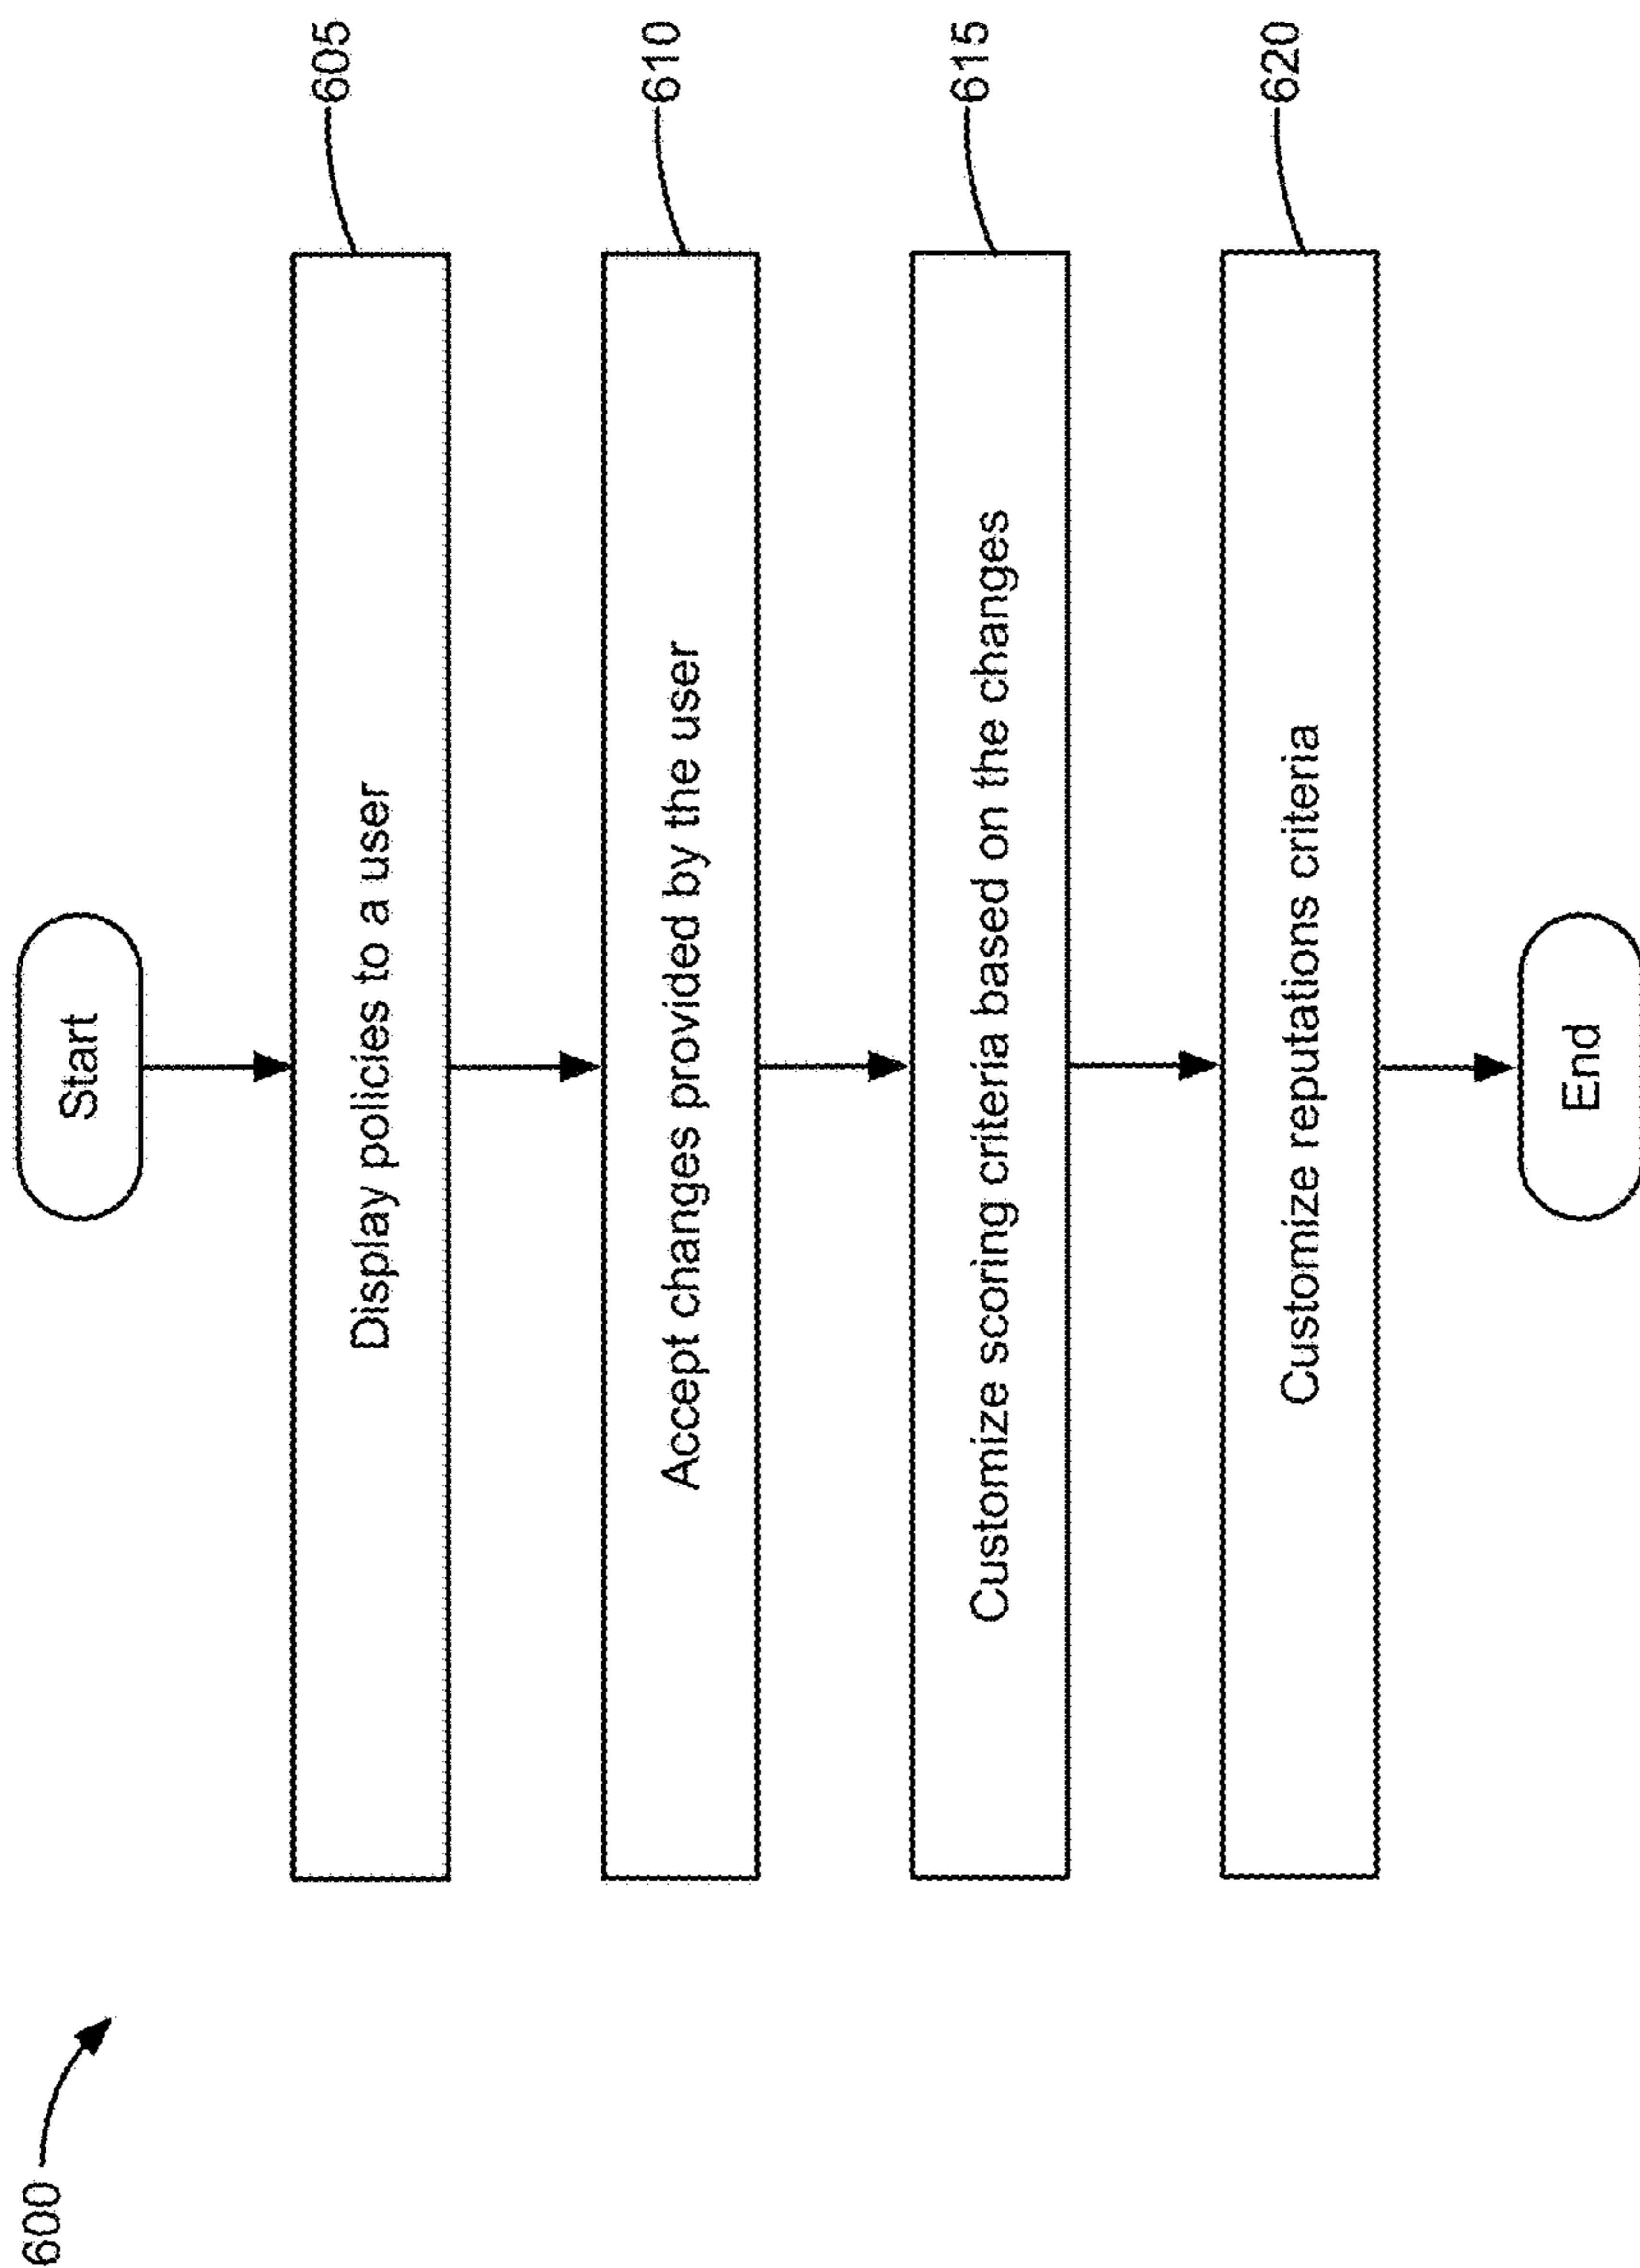 600
Start
Display policies to a user
605
Accept changes provided by the user
610
Customize scoring criteria based on the changes
615
Customize reputations criteria
620
End